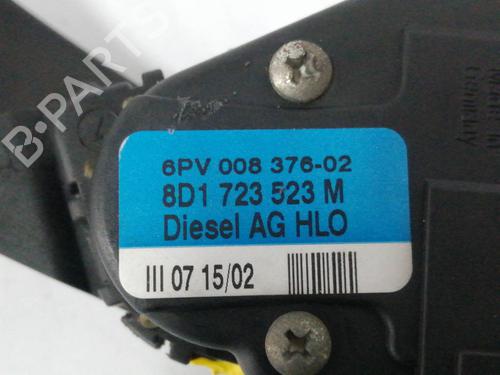 6PV 008 376-02
8D1 723 523 M
Diesel AG HLO
III 07 15/02
B-PARTS